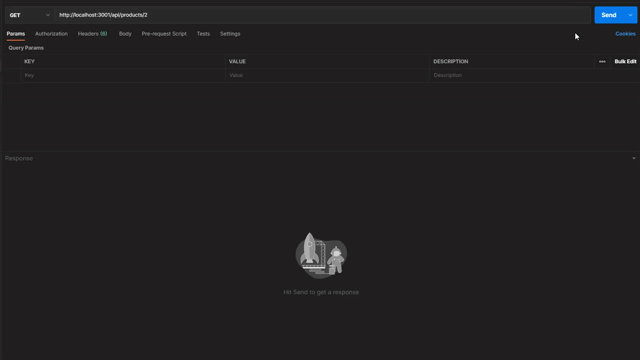 GET http://localhost:3001/api/products/2 Send
Params Authorization Headers (6) Body Pre-request Script Tests Settings Cookies
Query Params
KEY VALUE DESCRIPTION ••• Bulk Edit
Key Value Description
Response
Hit Send to get a response